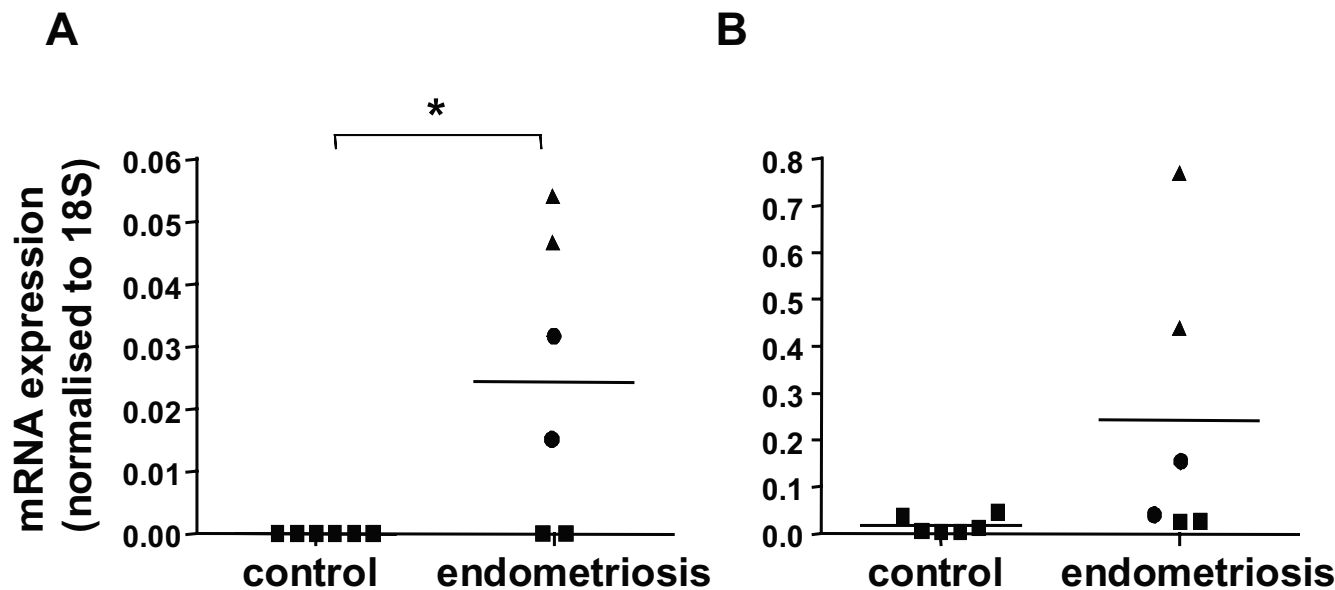 A
B
*
mRNA expression
(normalised to 18S)
0.06
0.05
0.04
0.03
0.02
0.01
0.00
control
endometriosis
0.8
0.7
0.6
0.5
0.4
0.3
0.2
0.1
0.0
control
endometriosis